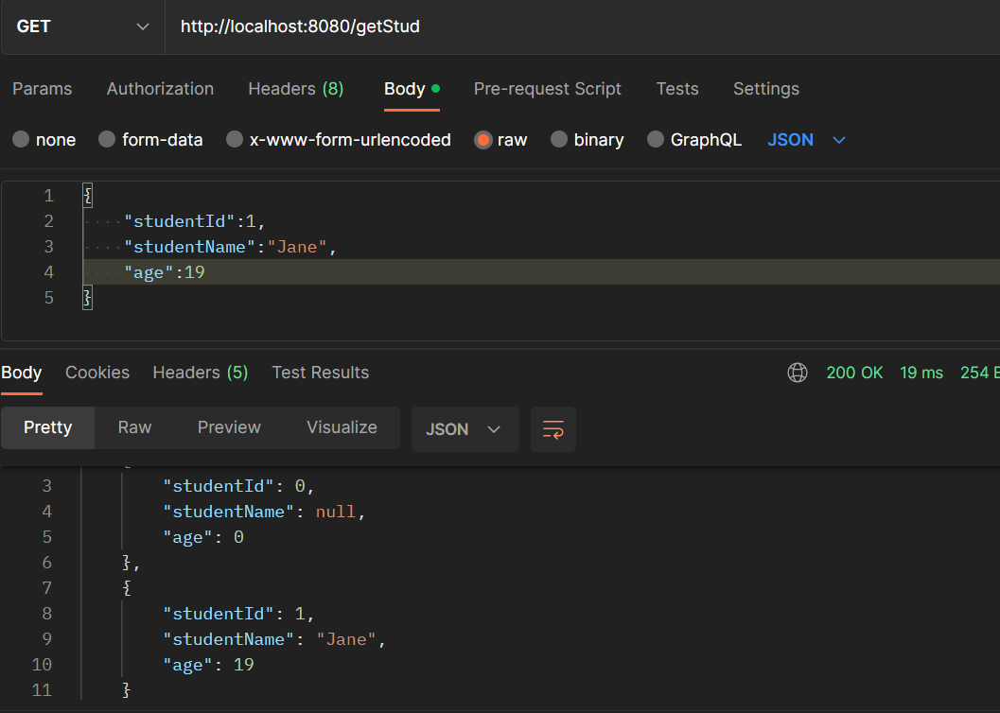 GET http://localhost:8080/getStud
Params Authorization Headers (8) Body Pre-request Script Tests Settings
none form-data x-www-form-urlencoded raw binary GraphQL JSON
1 {
2 "studentId":1,
3 "studentName":"Jane",
4 "age":19
5 }
Body Cookies Headers (5) Test Results 200 OK 19 ms 254
Pretty Raw Preview Visualize JSON
3 "studentId": 0,
4 "studentName": null,
5 "age": 0
6 },
7 {
8 "studentId": 1,
9 "studentName": "Jane",
10 "age": 19
11 }